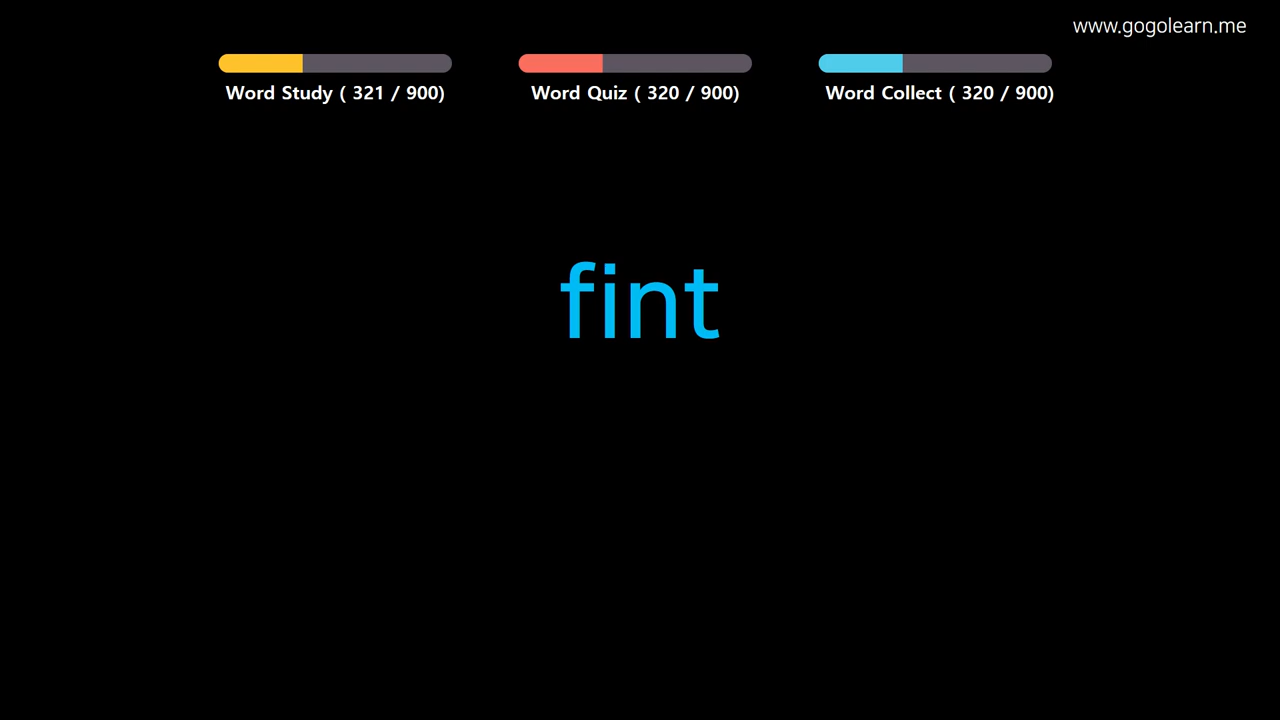 www.gogolearn.me
Word Study ( 321 / 900)
Word Quiz ( 320 / 900)
Word Collect ( 320 / 900)
fint